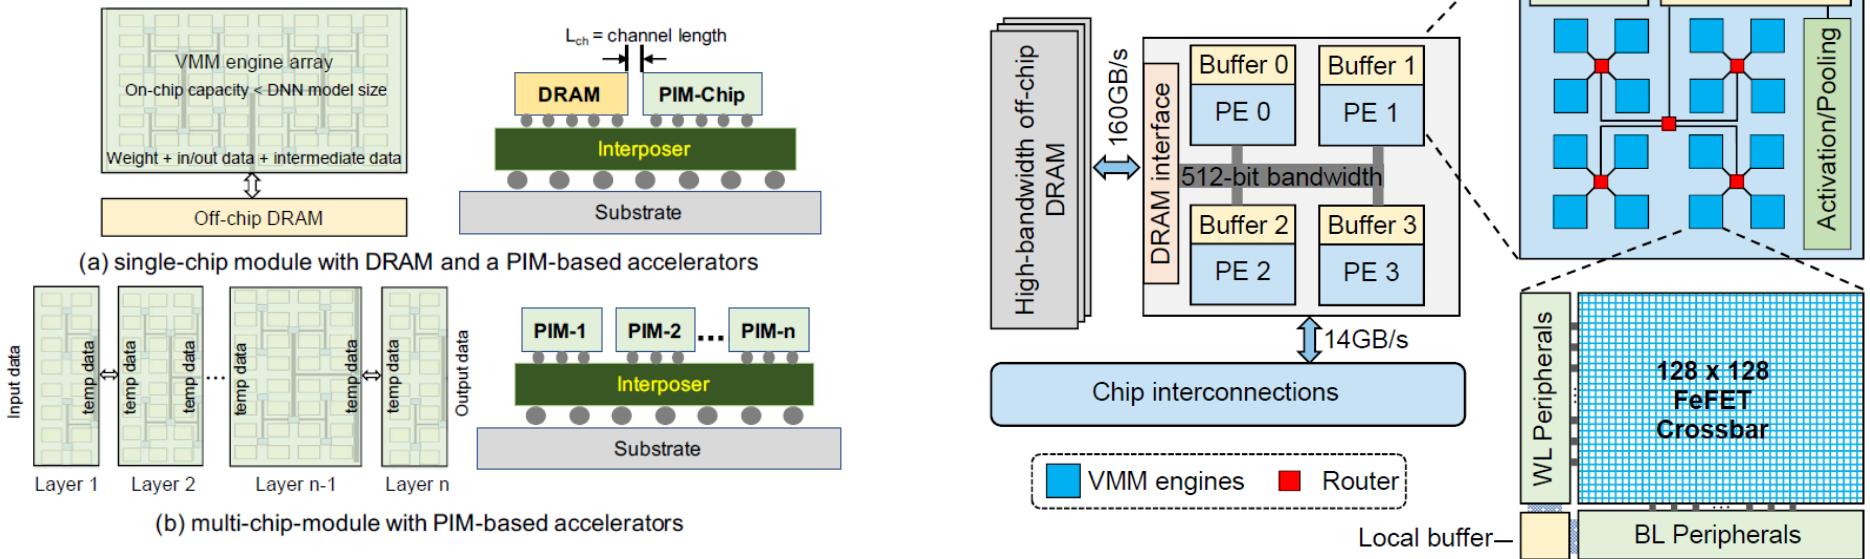 VMM engine array
On-chip capacity < DNN model size
Weight + in/out data + intermediate data
Off-chip DRAM
Lch = channel length
DRAM
PIM-Chip
Interposer
Substrate
(a) single-chip module with DRAM and a PIM-based accelerators
Input data
temp data
temp data
temp data
...
temp data
temp data
temp data
Output data
Layer 1
Layer 2
Layer n-1
Layer n
PIM-1
PIM-2
...
PIM-n
Interposer
Substrate
(b) multi-chip-module with PIM-based accelerators
High-bandwidth off-chip
DRAM
160GB/s
DRAM interface
Buffer 0
PE 0
Buffer 1
PE 1
512-bit bandwidth
Buffer 2
PE 2
Buffer 3
PE 3
14GB/s
Chip interconnections
VMM engines
Router
Activation/Pooling
WL Peripherals
...
128 x 128
FeFET
Crossbar
...
Local buffer
BL Peripherals